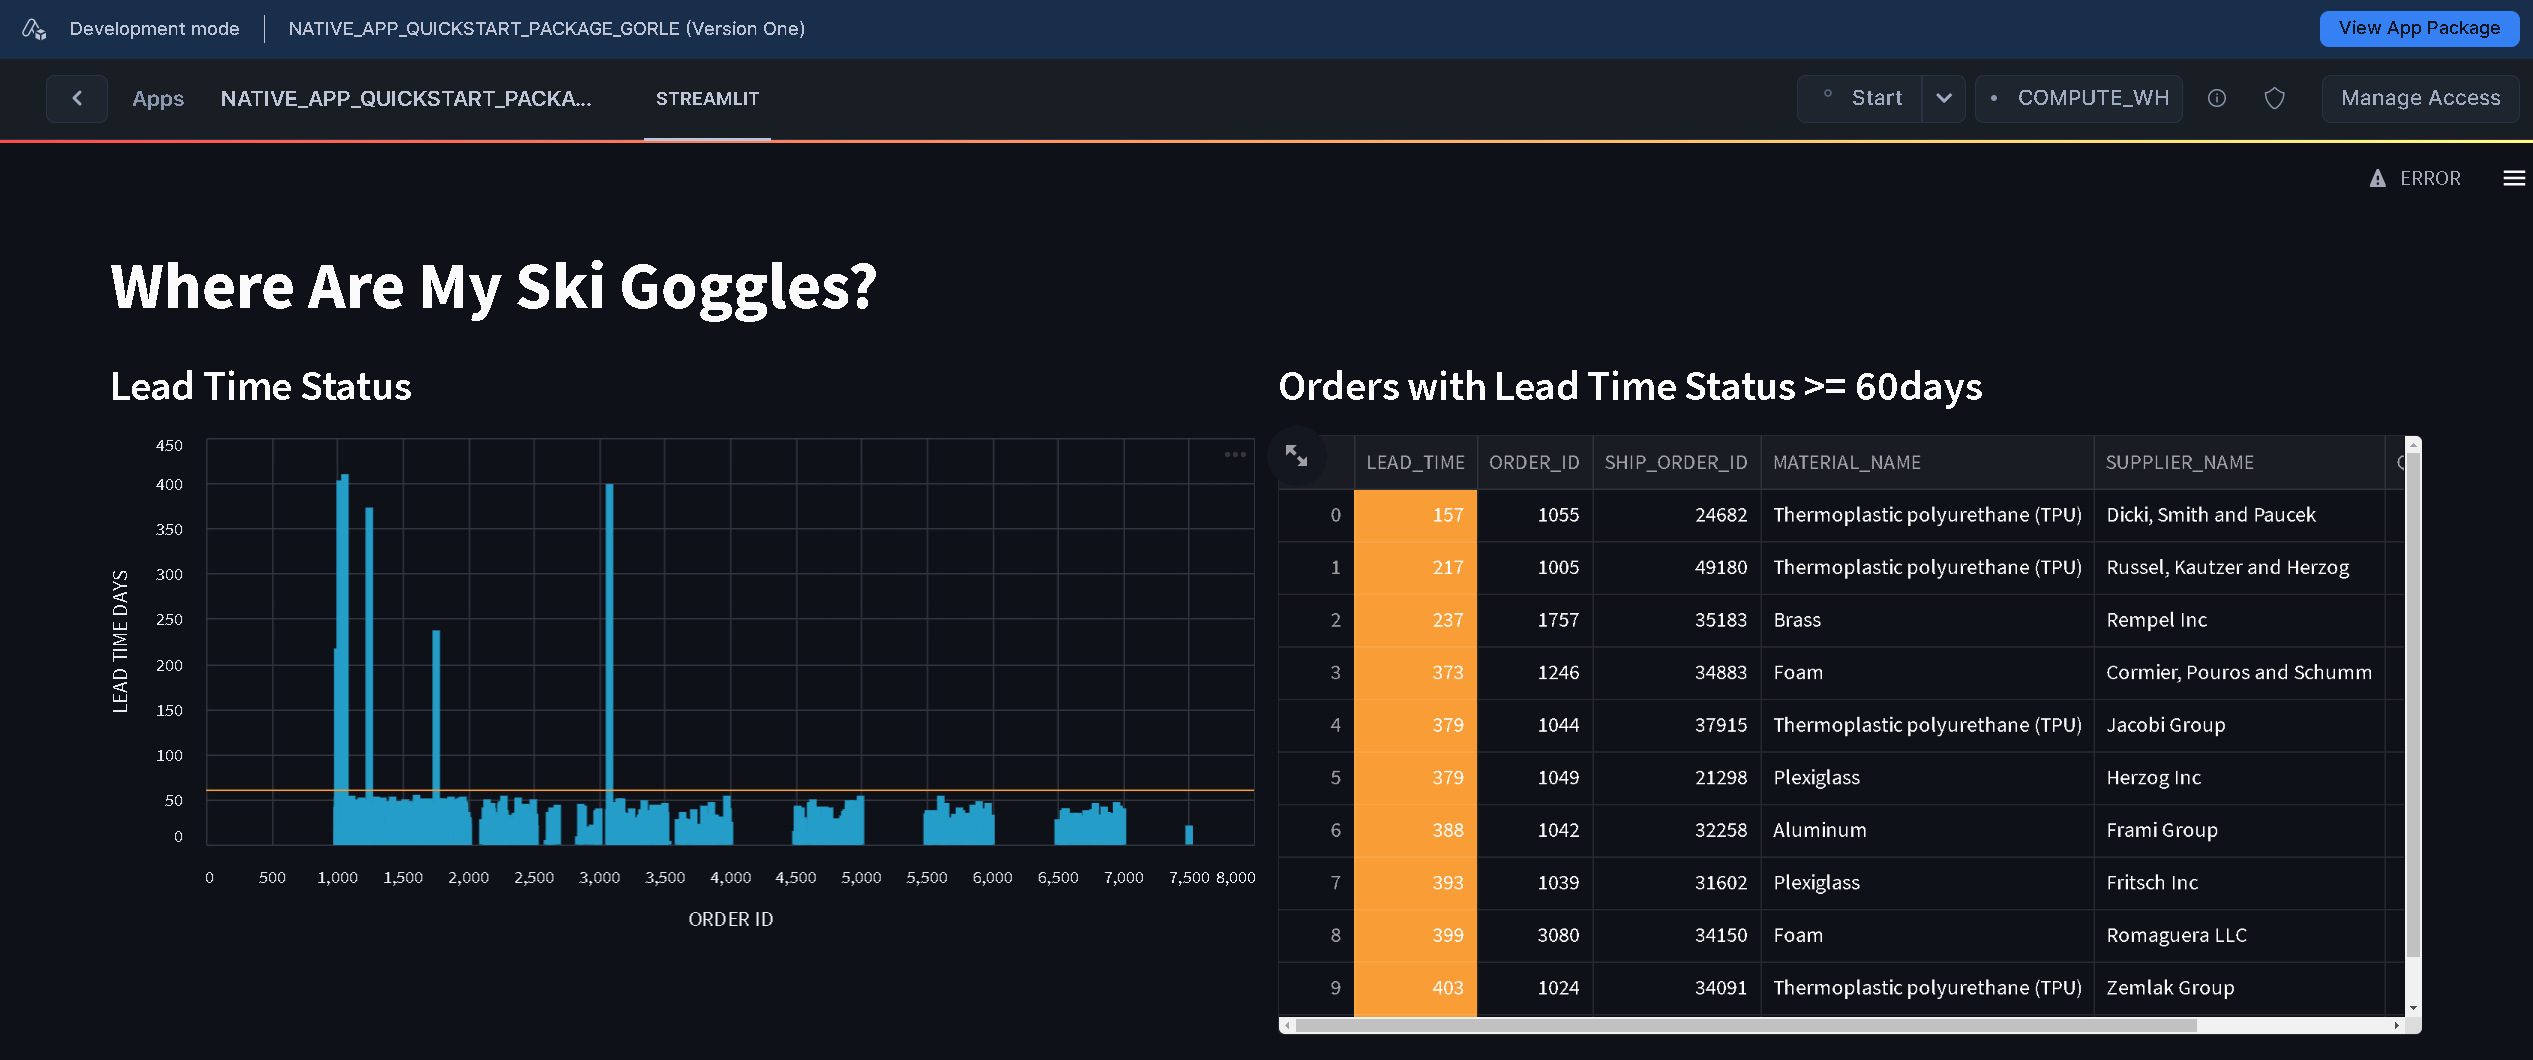 Development mode NATIVE_APP_QUICKSTART_PACKAGE_GORLE (Version One) View App Package
Apps NATIVE_APP_QUICKSTART_PACKA... STREAMLIT Start COMPUTE_WH Manage Access
ERROR
Where Are My Ski Goggles?
Lead Time Status
450
400
350
300
250
200
150
100
50
0
LEAD TIME DAYS
0 500 1,000 1,500 2,000 2,500 3,000 3,500 4,000 4,500 5,000 5,500 6,000 6,500 7,000 7,500 8,000
ORDER ID
Orders with Lead Time Status >= 60days
LEAD_TIME ORDER_ID SHIP_ORDER_ID MATERIAL_NAME SUPPLIER_NAME
0 157 1055 24682 Thermoplastic polyurethane (TPU) Dicki, Smith and Paucek
1 217 1005 49180 Thermoplastic polyurethane (TPU) Russel, Kautzer and Herzog
2 237 1757 35183 Brass Rempel Inc
3 373 1246 34883 Foam Cormier, Pouros and Schumm
4 379 1044 37915 Thermoplastic polyurethane (TPU) Jacobi Group
5 379 1049 21298 Plexiglass Herzog Inc
6 388 1042 32258 Aluminum Frami Group
7 393 1039 31602 Plexiglass Fritsch Inc
8 399 3080 34150 Foam Romaguera LLC
9 403 1024 34091 Thermoplastic polyurethane (TPU) Zemlak Group